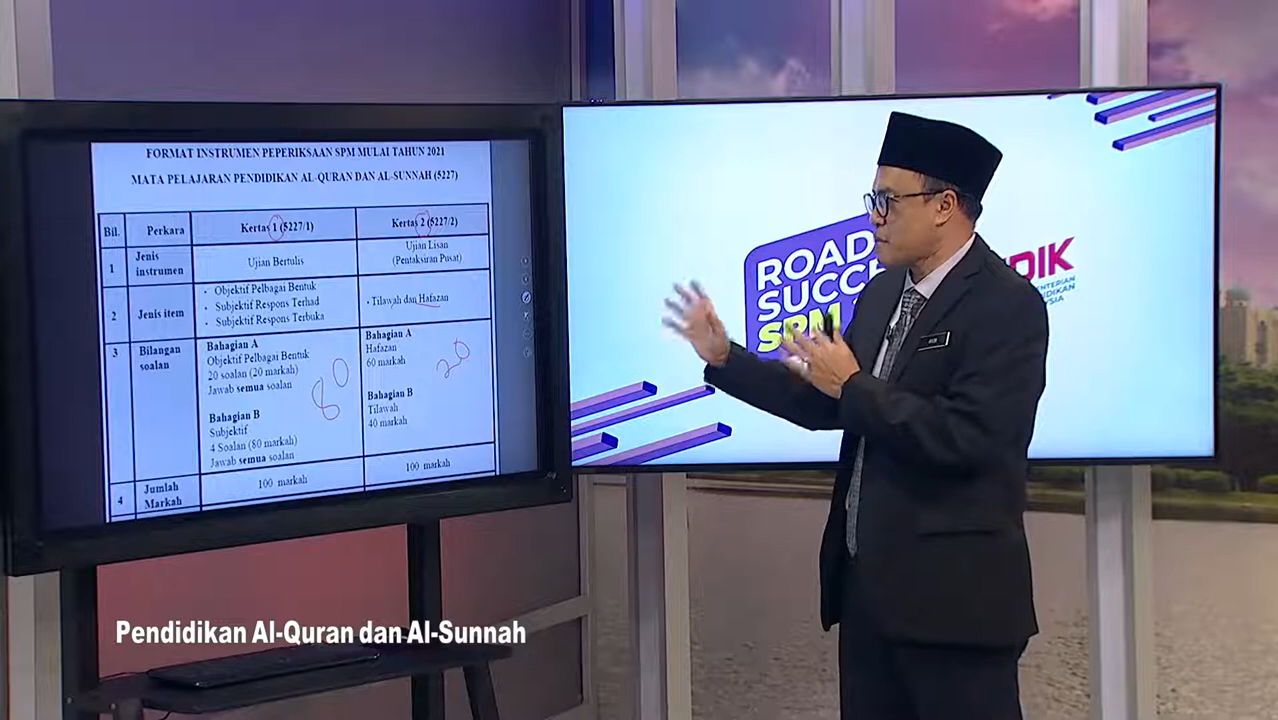 FORMAT INSTRUMEN PEPERIKSAAN SPM MULAI TAHUN 2021
MATA PELAJARAN PENDIDIKAN AL-QURAN DAN AL-SUNNAH (5227)
Bil.
Perkara
Kertas 1 (5227/1)
Kertas 2 (5227/2)
1
Jenis
instrumen
Ujian Bertulis
Ujian Lisan
(Pentaksiran Pusat)
2
Jenis item
• Objektif Pelbagai Bentuk
• Subjektif Respons Terhad
• Subjektif Respons Terbuka
• Tilawah dan Hafazan
3
Bilangan
soalan
Bahagian A
Objektif Pelbagai Bentuk
20 soalan (20 markah)
Jawab semua soalan
Bahagian B
Subjektif
4 Soalan (80 markah)
Jawab semua soalan
80
Bahagian A
Hafazan
60 markah
Bahagian B
Tilawah
40 markah
20
4
Jumlah
Markah
100 markah
100 markah
ROAD
SUCCE
SPM
DIK
Pendidikan Al-Quran dan Al-Sunnah